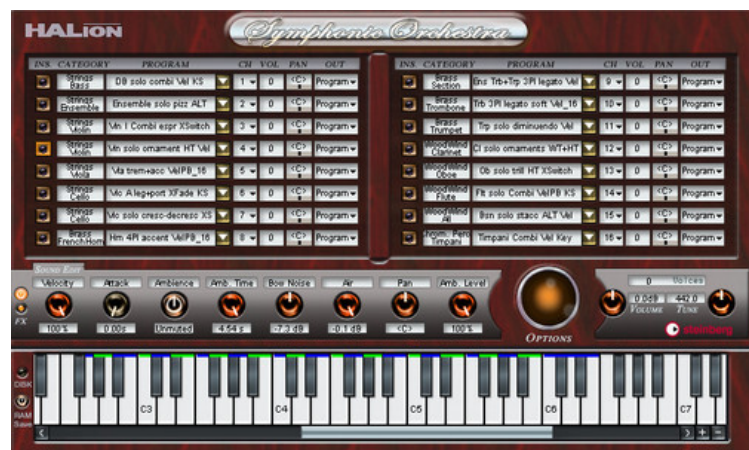 HALion
Symphonic Orchestra
INS. CATEGORY PROGRAM CH VOL PAN OUT
Strings Bass DB solo combi Vel KS 1 0 <C> Program
Strings Ensemble Ensemble solo pizz ALT 2 0 <C> Program
Strings Violin Vln I Combi espr XSwitch 3 0 <C> Program
Strings Violin Vln solo ornament HT Vel 4 0 <C> Program
Strings Viola Vla trem+acc VelPB_16 5 0 <C> Program
Strings Cello Vlc A leg+port XFade KS 6 0 <C> Program
Strings Cello Vlc solo cresc-decresc XS 7 0 <C> Program
Brass FrenchHorn Hrn 4Pl accent VelPB_16 8 0 <C> Program
INS. CATEGORY PROGRAM CH VOL PAN OUT
Brass Section Ens Trb+Trp 3Pl legato Vel 9 0 <C> Program
Brass Trombone Trb 3Pl legato soft Vel_16 10 0 <C> Program
Brass Trumpet Trp solo diminuendo Vel 11 0 <C> Program
WoodWind Clarinet Cl solo ornaments WT+HT 12 0 <C> Program
WoodWind Oboe Ob solo trill HT XSwitch 13 0 <C> Program
WoodWind Flute Flt solo Combi VelPB KS 14 0 <C> Program
WoodWind All Bsn solo stacc ALT Vel 15 0 <C> Program
Chrom. Perc Timpani Timpani Combi Vel Key 16 0 <C> Program
SOUND EDIT
Velocity Attack Ambience Amb. Time Bow Noise Air Pan Amb. Level
0 Voices
FX
100% 0.00s Unmuted 4.54 s -7.3 dB -0.1 dB <C> 100%
0.0dB 442.0
VOLUME TUNE
OPTIONS
steinberg
DBK
RAM
Save
C3 C4 C5 C6 C7
< > + -